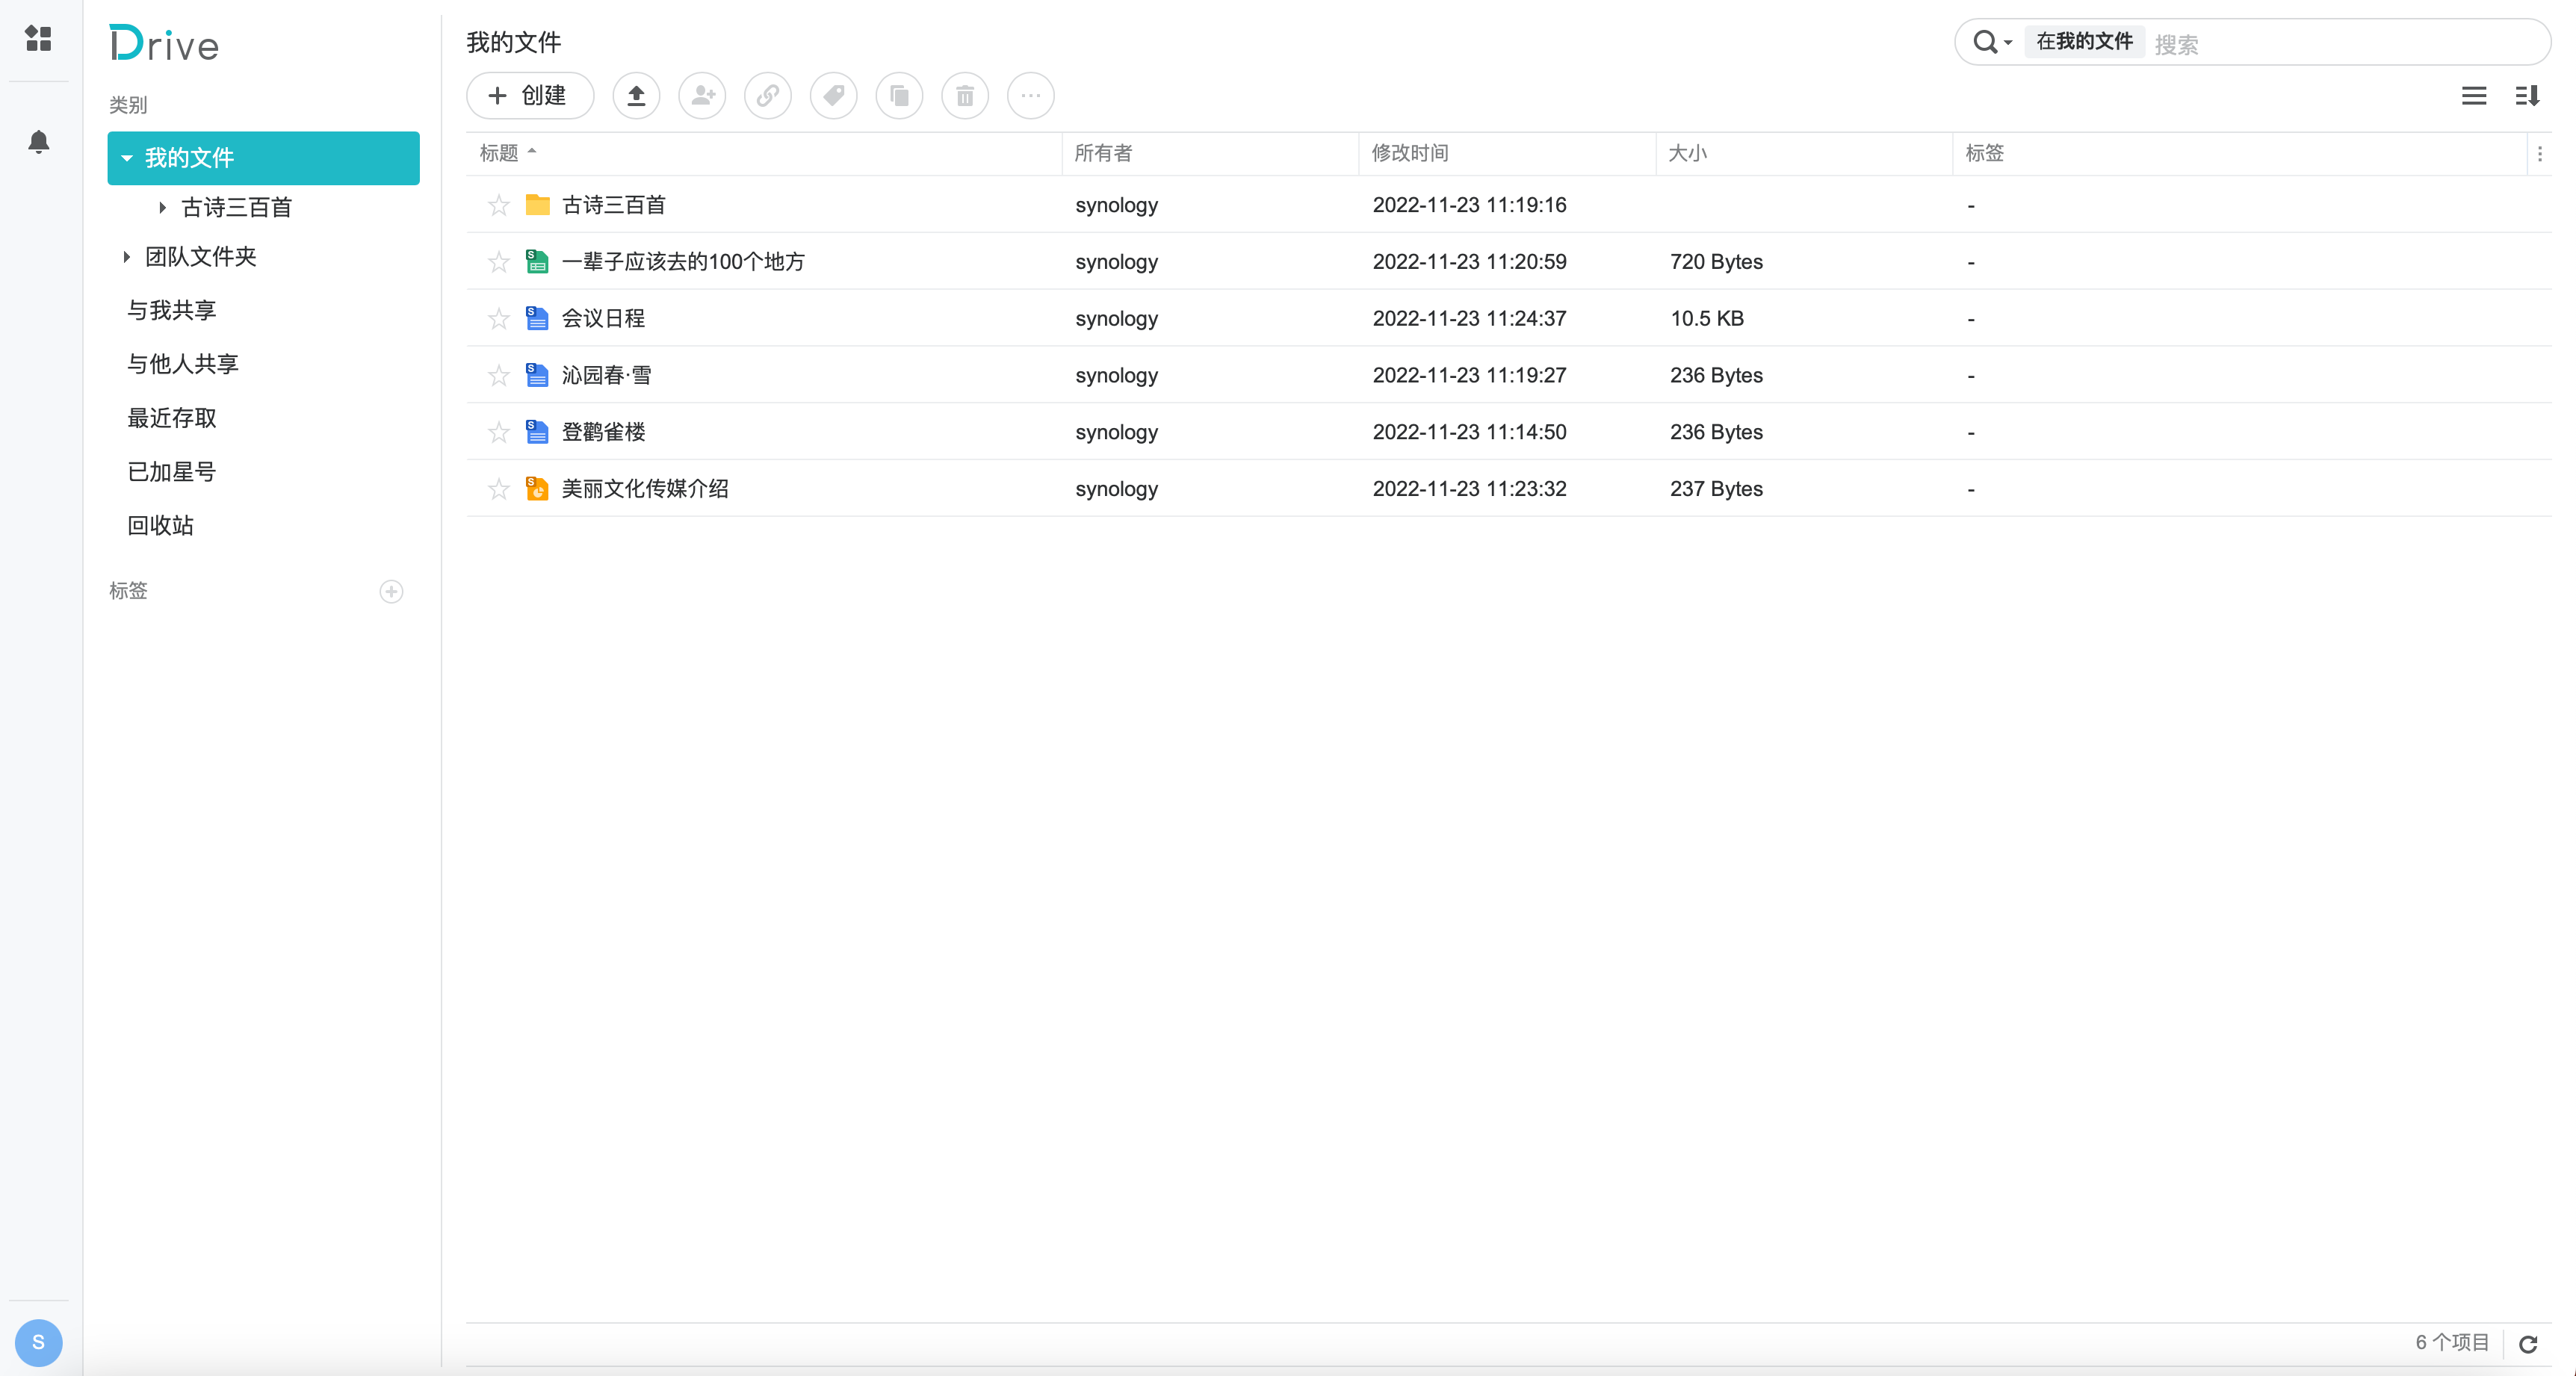 Drive
类别
我的文件
古诗三百首
团队文件夹
与我共享
与他人共享
最近存取
已加星号
回收站
标签
S
我的文件
在我的文件 搜索
创建
标题 所有者 修改时间 大小 标签
古诗三百首 synology 2022-11-23 11:19:16 -
一辈子应该去的100个地方 synology 2022-11-23 11:20:59 720 Bytes -
会议日程 synology 2022-11-23 11:24:37 10.5 KB -
沁园春·雪 synology 2022-11-23 11:19:27 236 Bytes -
登鹳雀楼 synology 2022-11-23 11:14:50 236 Bytes -
美丽文化传媒介绍 synology 2022-11-23 11:23:32 237 Bytes -
6 个项目